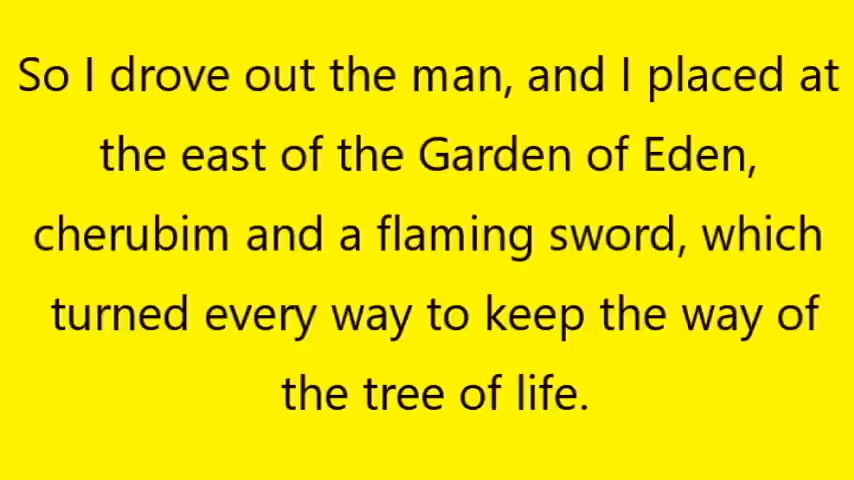 So I drove out the man, and I placed at
the east of the Garden of Eden,
cherubim and a flaming sword, which
turned every way to keep the way of
the tree of life.